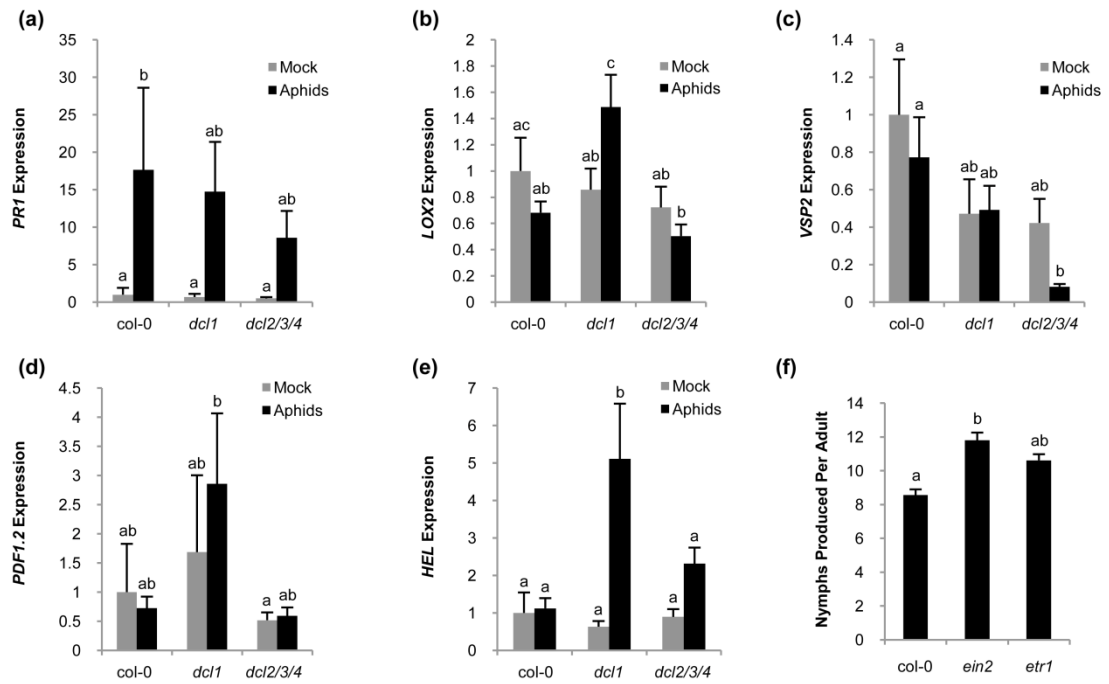 (a)
PR1 Expression
35
30
25
20
15
10
5
0
Mock
Aphids
a
b
a
ab
a
ab
col-0
dcl1
dcl2/3/4
(b)
LOX2 Expression
2
1.8
1.6
1.4
1.2
1
0.8
0.6
0.4
0.2
0
Mock
Aphids
ac
ab
ab
c
ab
b
col-0
dcl1
dcl2/3/4
(c)
VSP2 Expression
1.4
1.2
1
0.8
0.6
0.4
0.2
0
Mock
Aphids
a
a
ab
ab
ab
b
col-0
dcl1
dcl2/3/4
(d)
PDF1.2 Expression
4.5
4
3.5
3
2.5
2
1.5
1
0.5
0
Mock
Aphids
ab
ab
ab
b
a
a
col-0
dcl1
dcl2/3/4
(e)
HEL Expression
7
6
5
4
3
2
1
0
Mock
Aphids
a
a
a
b
a
a
col-0
dcl1
dcl2/3/4
(f)
Nymphs Produced Per Adult
14
12
10
8
6
4
2
0
a
b
ab
col-0
ein2
etr1